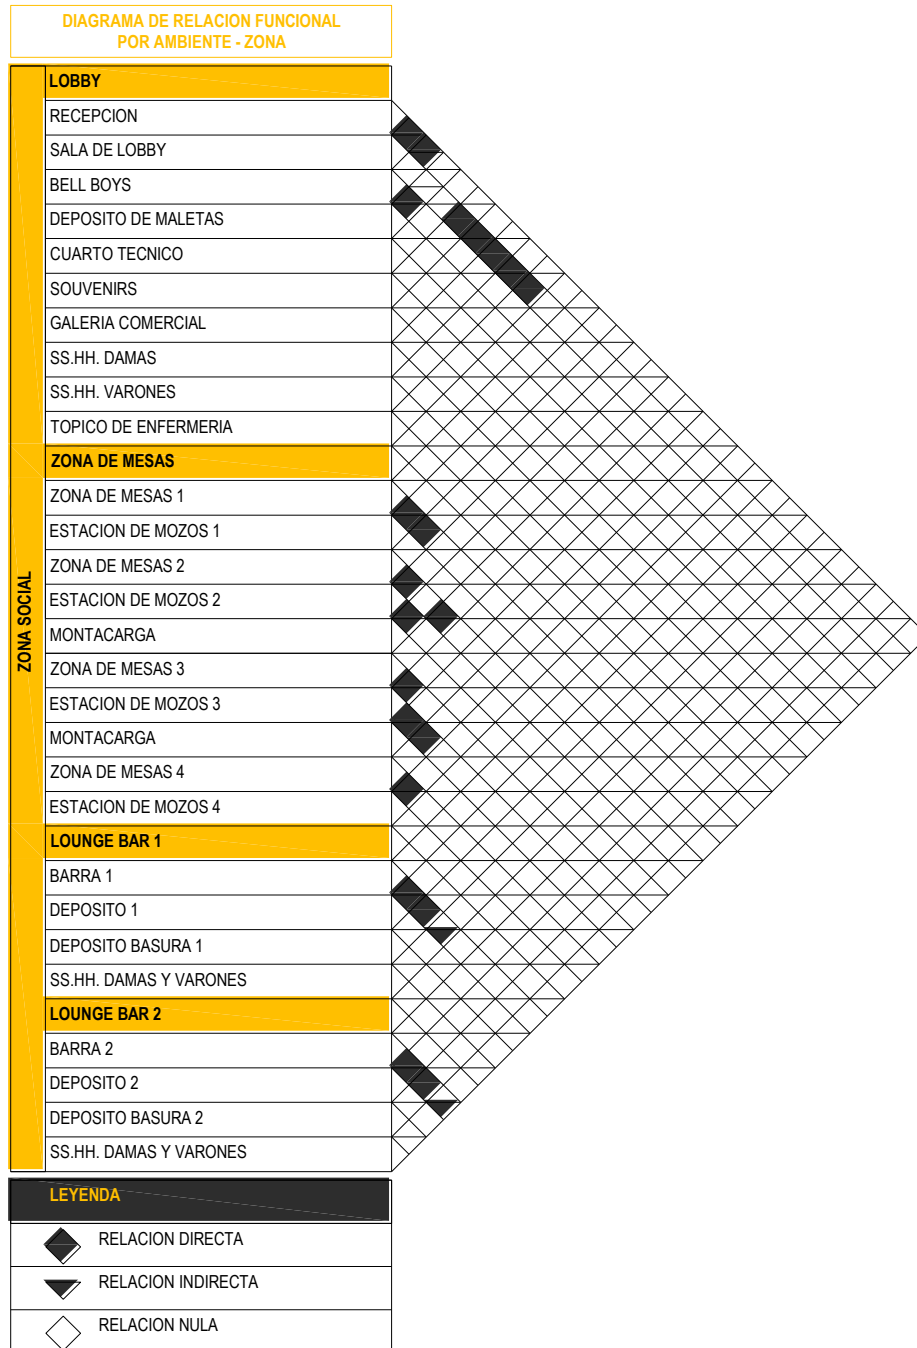 DIAGRAMA DE RELACION FUNCIONAL
POR AMBIENTE - ZONA
ZONA SOCIAL
LOBBY
RECEPCION
SALA DE LOBBY
BELL BOYS
DEPOSITO DE MALETAS
CUARTO TECNICO
SOUVENIRS
GALERIA COMERCIAL
SS.HH. DAMAS
SS.HH. VARONES
TOPICO DE ENFERMERIA
ZONA DE MESAS
ZONA DE MESAS 1
ESTACION DE MOZOS 1
ZONA DE MESAS 2
ESTACION DE MOZOS 2
MONTACARGA
ZONA DE MESAS 3
ESTACION DE MOZOS 3
MONTACARGA
ZONA DE MESAS 4
ESTACION DE MOZOS 4
LOUNGE BAR 1
BARRA 1
DEPOSITO 1
DEPOSITO BASURA 1
SS.HH. DAMAS Y VARONES
LOUNGE BAR 2
BARRA 2
DEPOSITO 2
DEPOSITO BASURA 2
SS.HH. DAMAS Y VARONES
LEYENDA
RELACION DIRECTA
RELACION INDIRECTA
RELACION NULA